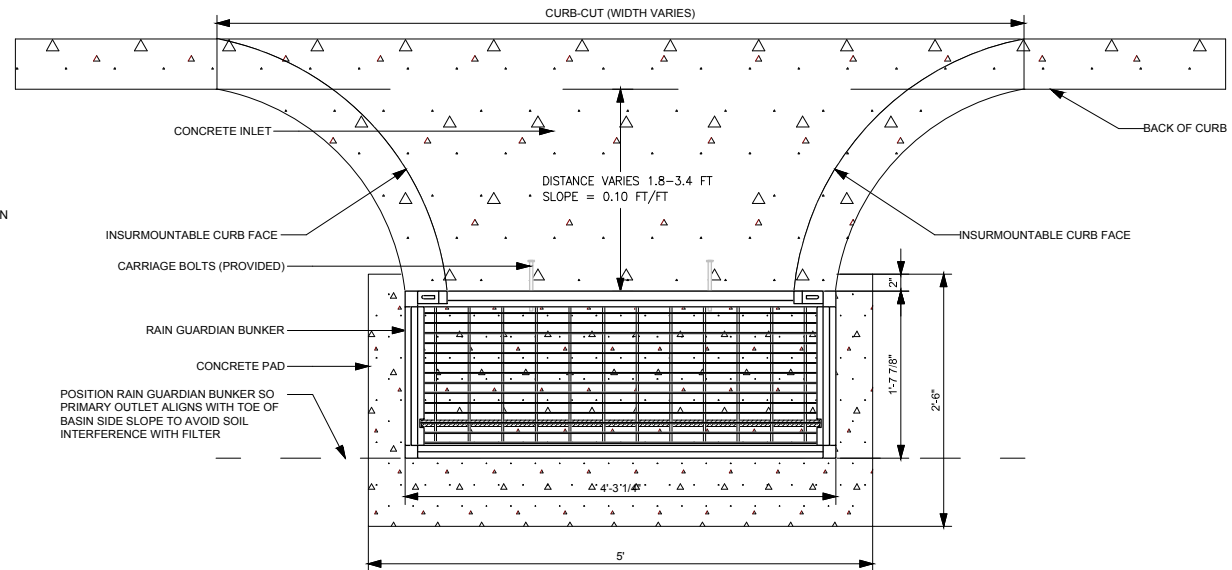 CURB-CUT (WIDTH VARIES)
CONCRETE INLET
BACK OF CURB
DISTANCE VARIES 1.8-3.4 FT
SLOPE = 0.10 FT/FT
N
INSURMOUNTABLE CURB FACE
INSURMOUNTABLE CURB FACE
CARRIAGE BOLTS (PROVIDED)
2"
RAIN GUARDIAN BUNKER
CONCRETE PAD
1'-7 7/8"
2'-6"
POSITION RAIN GUARDIAN BUNKER SO
PRIMARY OUTLET ALIGNS WITH TOE OF
BASIN SIDE SLOPE TO AVOID SOIL
INTERFERENCE WITH FILTER
4'-3 1/4"
5'